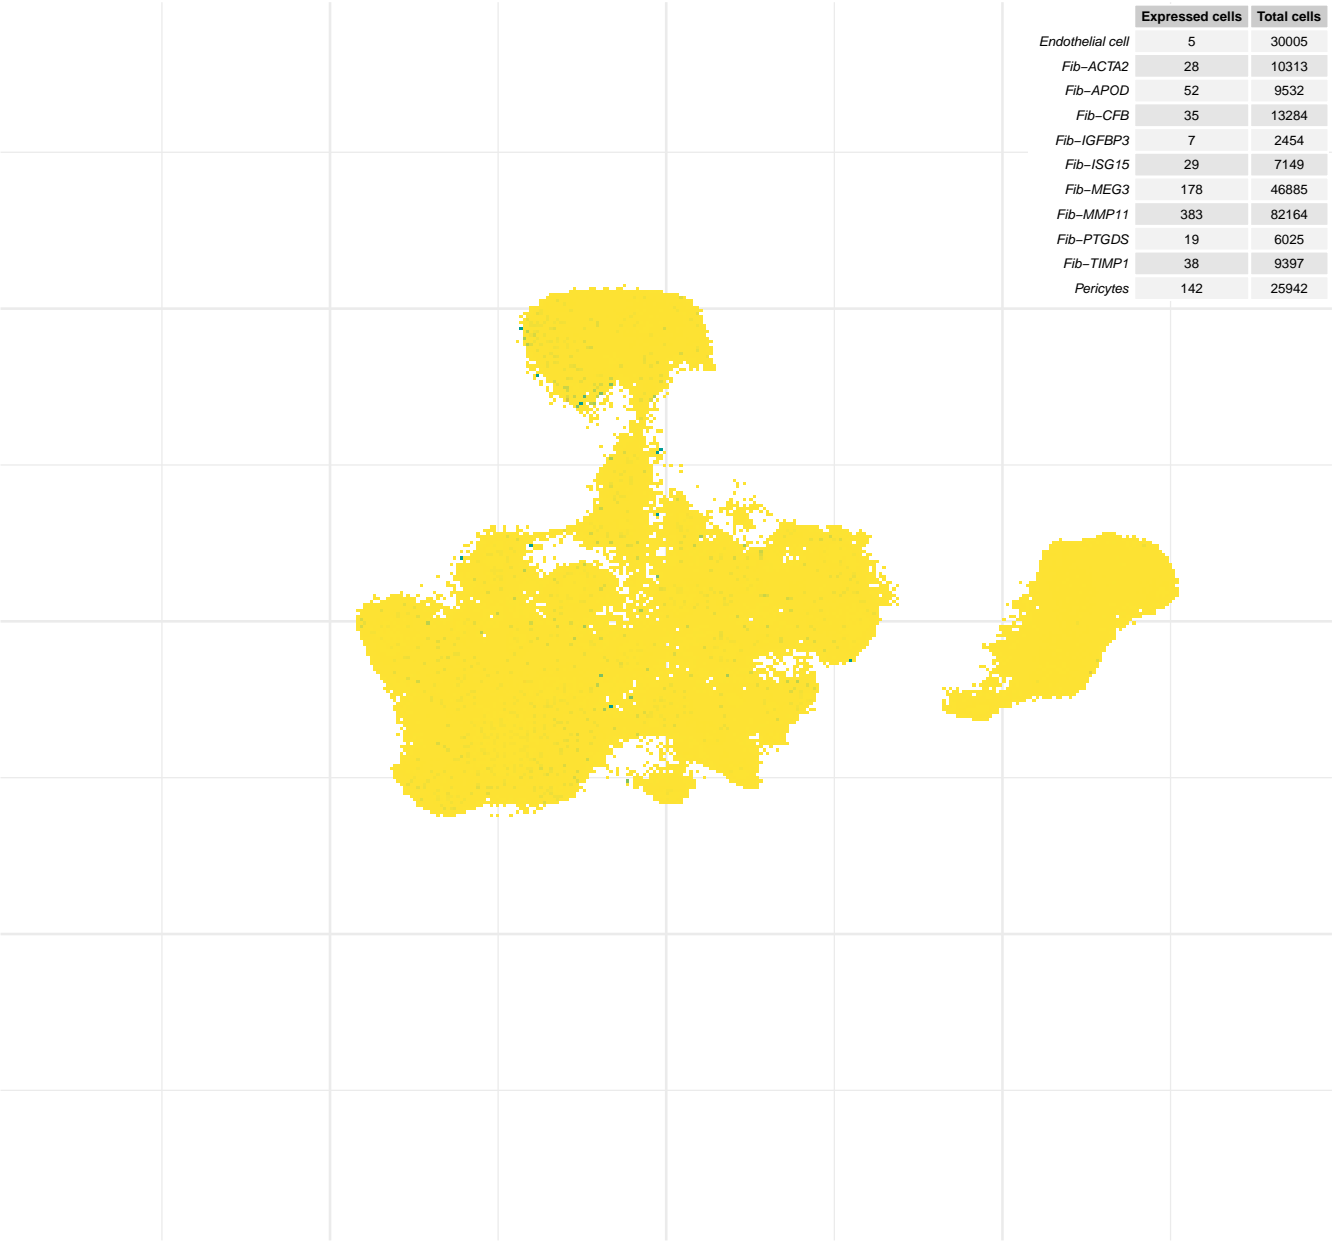 Expressed cells Total cells
Endothelial cell 5 30005
Fib−ACTA2 28 10313
Fib−APOD 52 9532
Fib−CFB 35 13284
Fib−IGFBP3 7 2454
Fib−ISG15 29 7149
Fib−MEG3 178 46885
Fib−MMP11 383 82164
Fib−PTGDS 19 6025
Fib−TIMP1 38 9397
Pericytes 142 25942